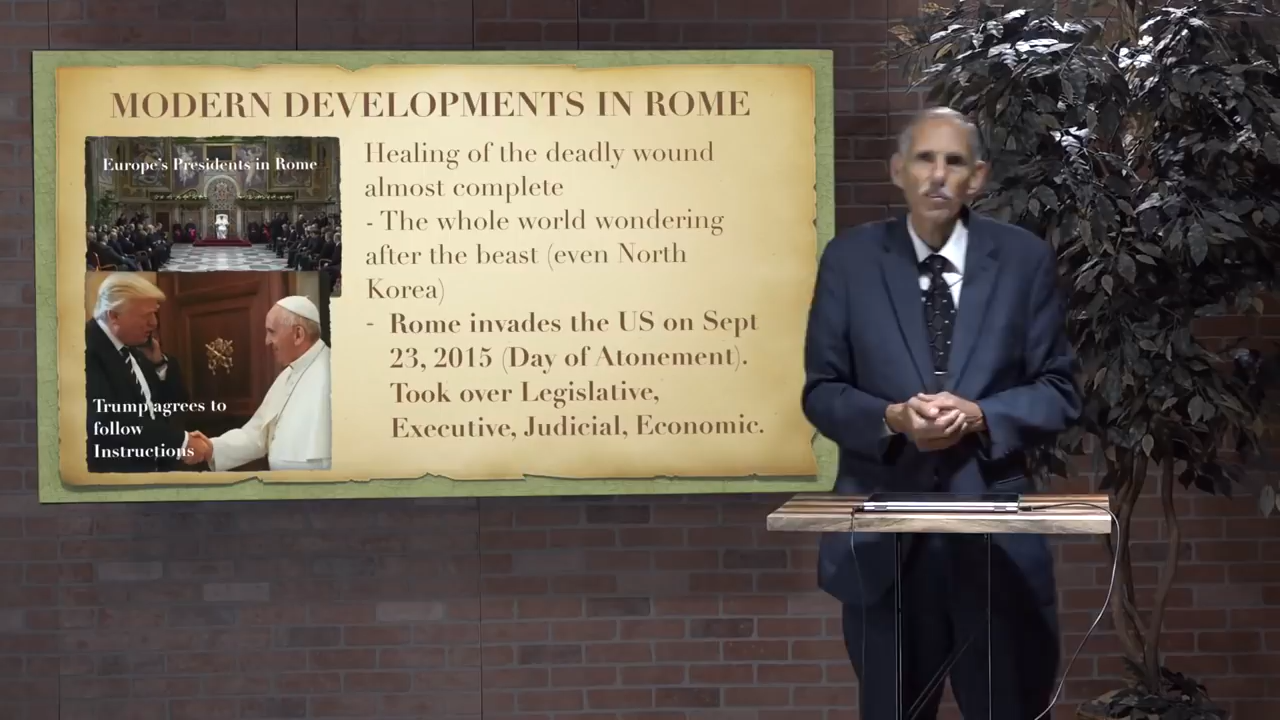 MODERN DEVELOPMENTS IN ROME
Europe's Presidents in Rome
Trump agrees to
follow
Instructions
Healing of the deadly wound
almost complete
- The whole world wondering
after the beast (even North
Korea)
- Rome invades the US on Sept
23, 2015 (Day of Atonement).
Took over Legislative,
Executive, Judicial, Economic.